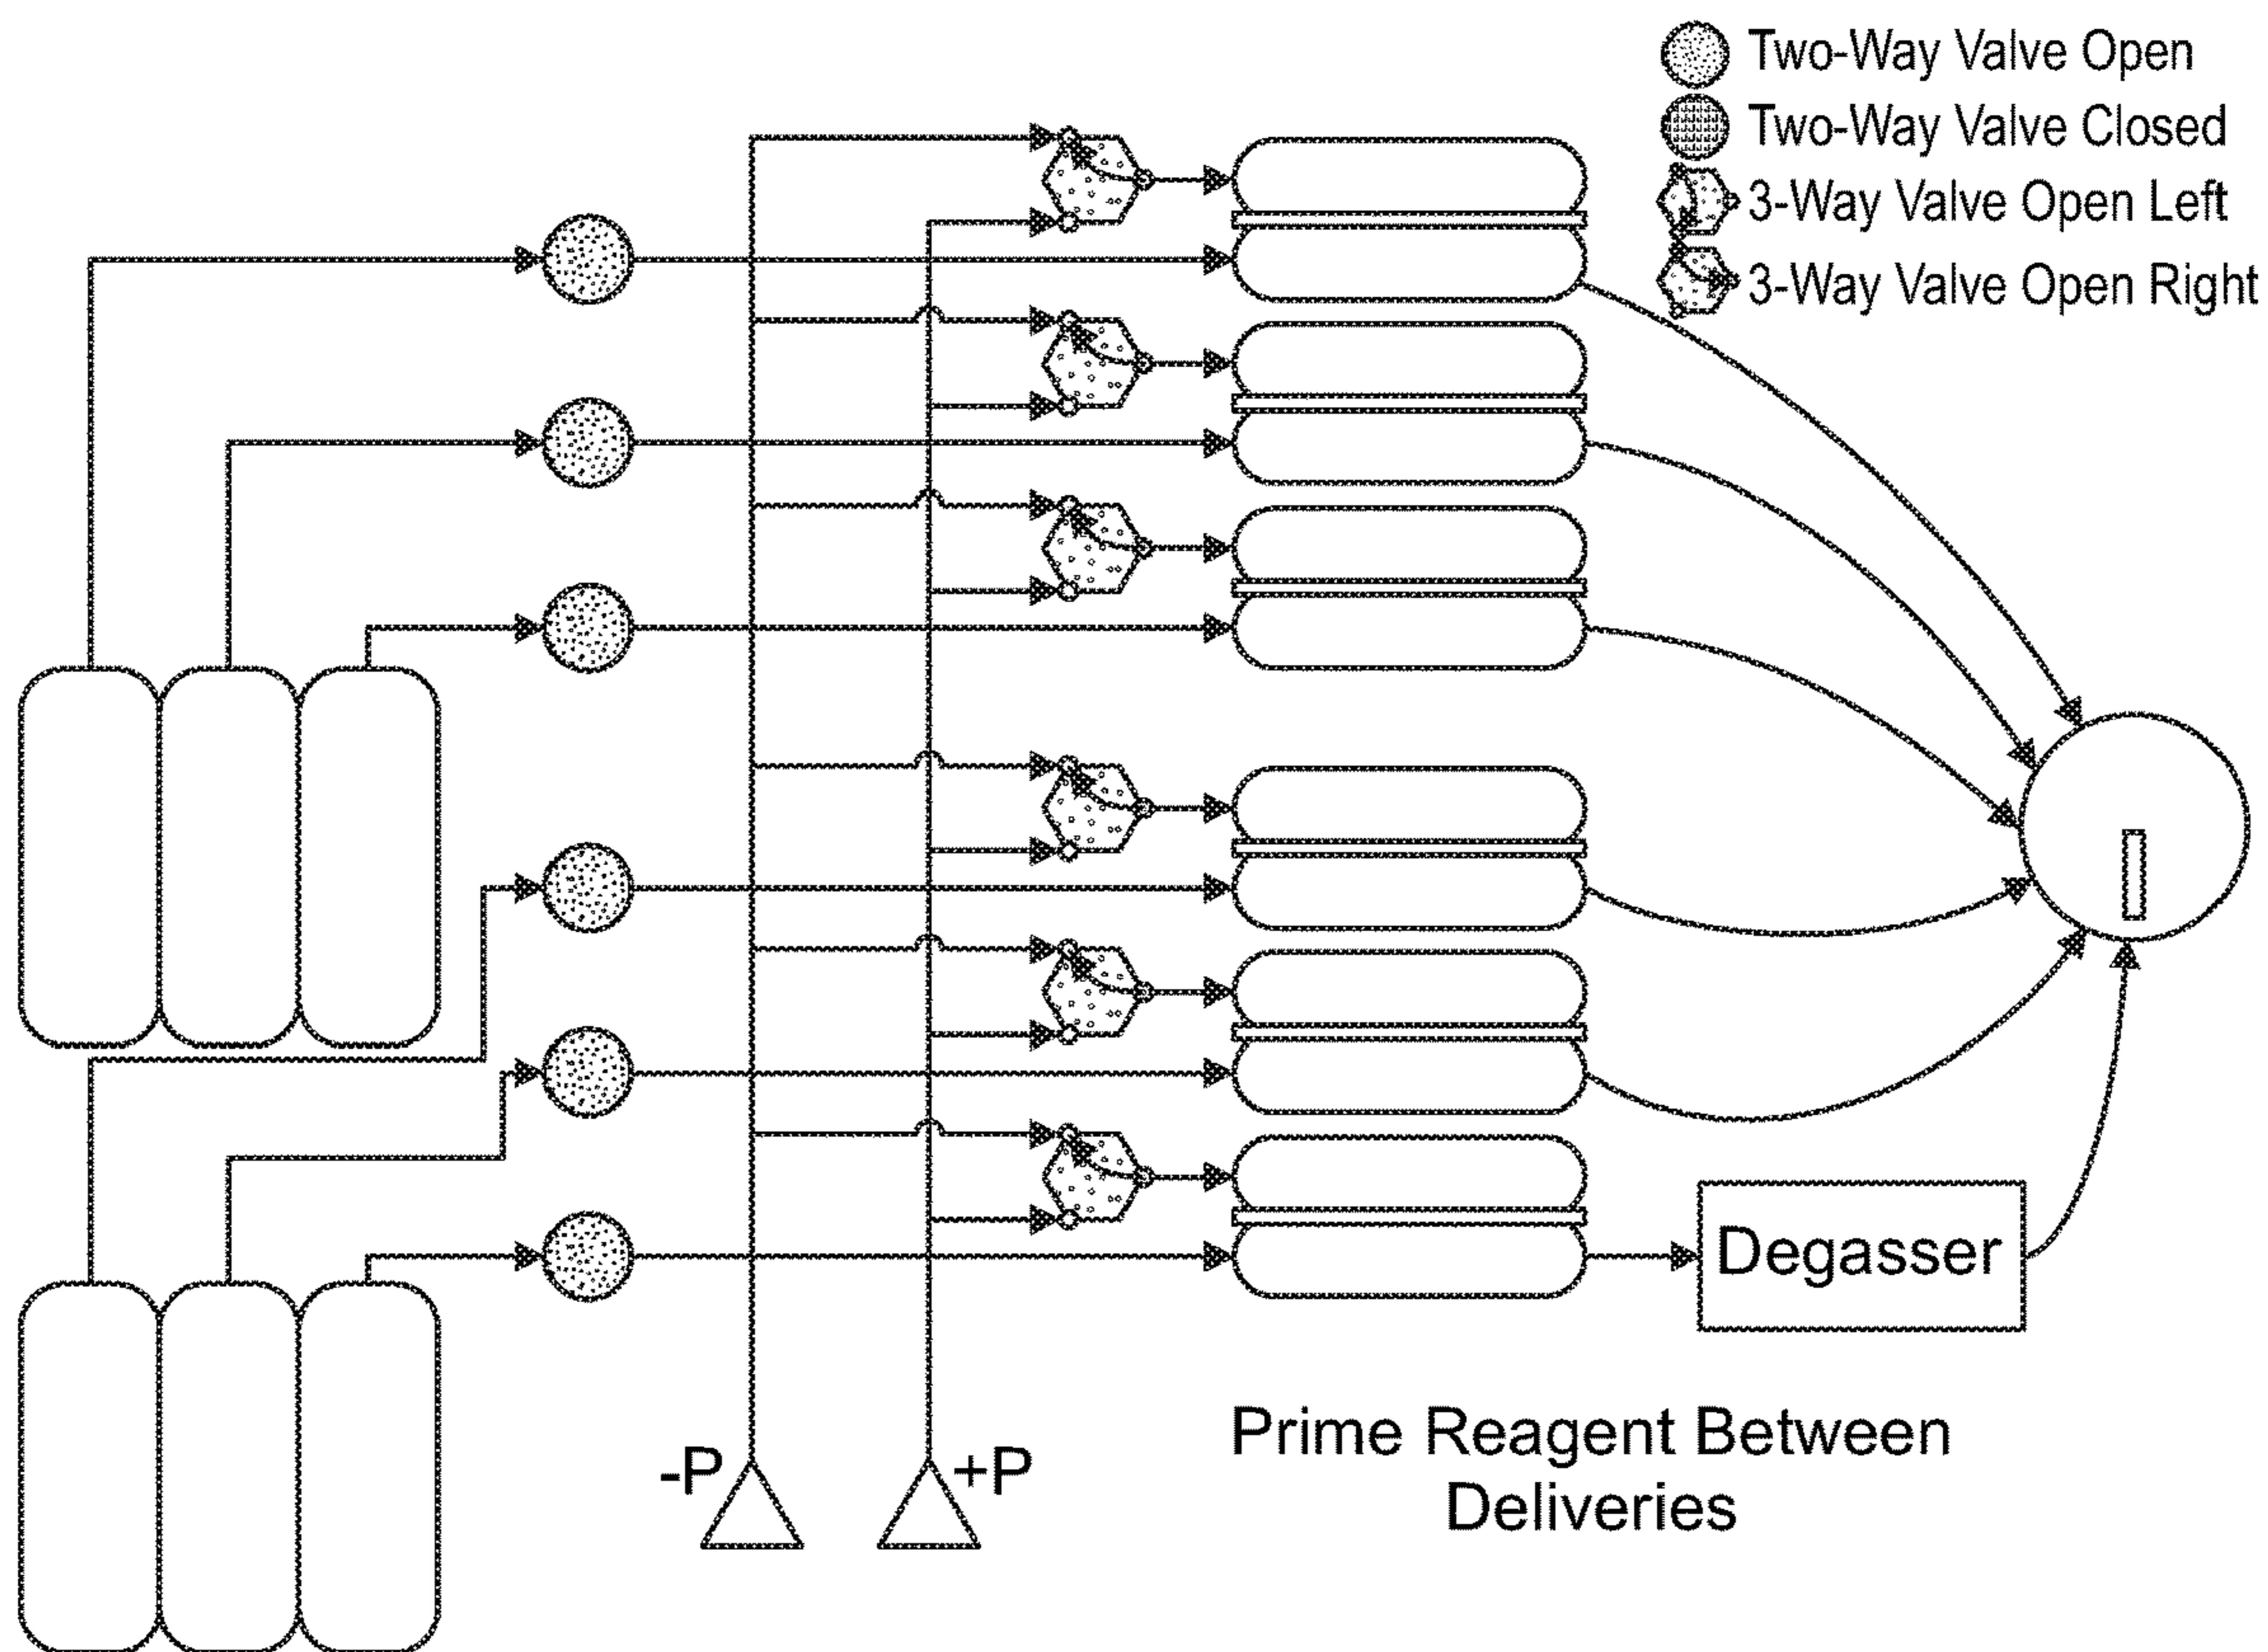 Two-Way Valve Open
Two-Way Valve Closed
3-Way Valve Open Left
3-Way Valve Open Right
Degasser
-P
+P
Prime Reagent Between
Deliveries